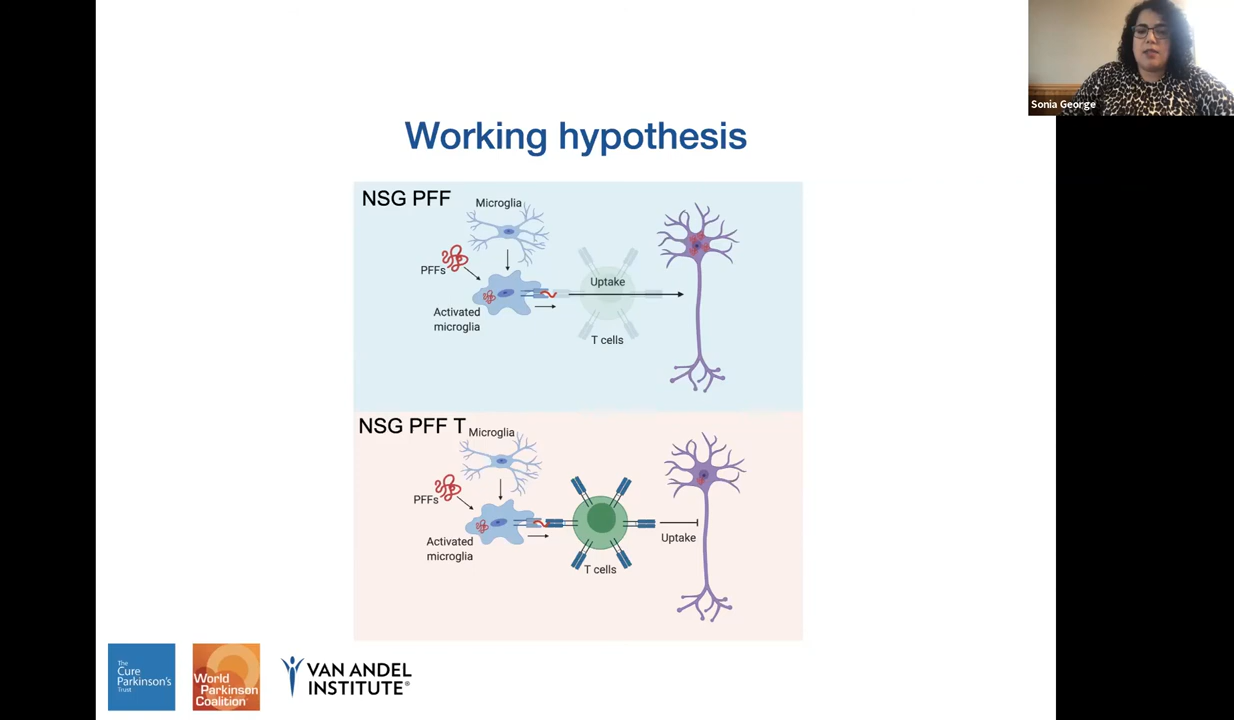 Sonia George
Working hypothesis
NSG PFF
Microglia
PFFs
Uptake
Activated
microglia
T cells
NSG PFF T
Microglia
PFFs
Uptake
Activated
microglia
T cells
The
Cure
Parkinson's
Trust
World
Parkinson
Coalition®
VAN ANDEL
INSTITUTE®